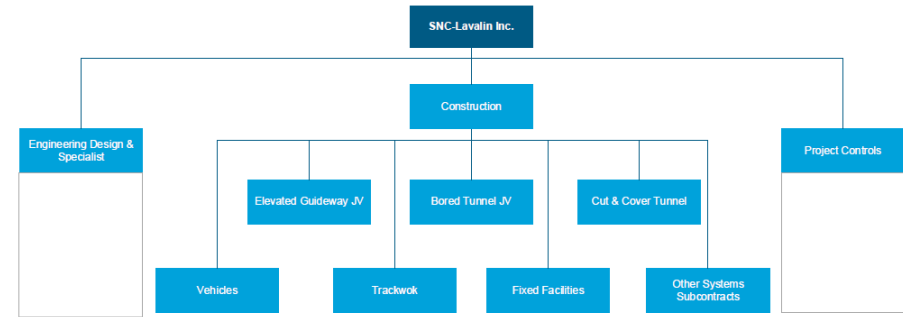 SNC-Lavalin Inc.
Construction
Engineering Design &
Specialist
Project Controls
Elevated Guideway JV
Bored Tunnel JV
Cut & Cover Tunnel
Vehicles
Trackwok
Fixed Facilities
Other Systems
Subcontracts